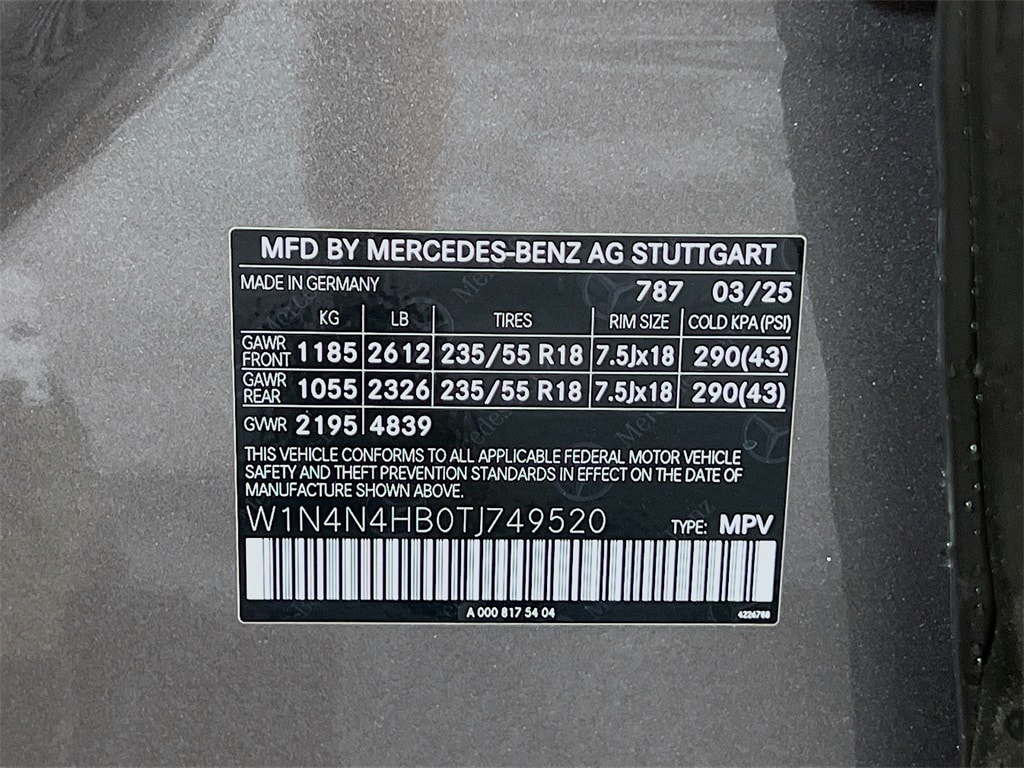 MFD BY MERCEDES-BENZ AG STUTTGART
MADE IN GERMANY 787 03/25
KG LB TIRES RIM SIZE COLD KPA(PSI)
GAWR FRONT 1185 2612 235/55 R18 7.5Jx18 290(43)
GAWR REAR 1055 2326 235/55 R18 7.5Jx18 290(43)
GVWR 2195 4839
THIS VEHICLE CONFORMS TO ALL APPLICABLE FEDERAL MOTOR VEHICLE
SAFETY AND THEFT PREVENTION STANDARDS IN EFFECT ON THE DATE OF
MANUFACTURE SHOWN ABOVE.
W1N4N4HB0TJ749520 TYPE: MPV
A 000 817 54 04